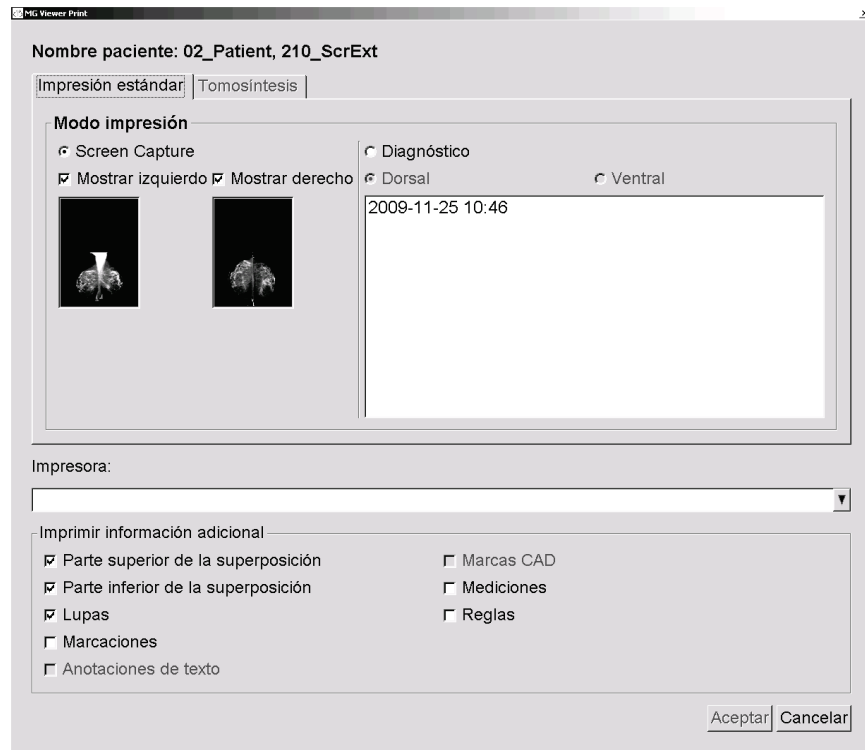 MG Viewer Print
Nombre paciente: 02_Patient, 210_ScrExt
Impresión estándar Tomosíntesis
Modo impresión
Screen Capture Diagnóstico
Mostrar izquierdo Mostrar derecho Dorsal Ventral
2009-11-25 10:46
Impresora:
Imprimir información adicional
Parte superior de la superposición Marcas CAD
Parte inferior de la superposición Mediciones
Lupas Reglas
Marcaciones
Anotaciones de texto
Aceptar Cancelar